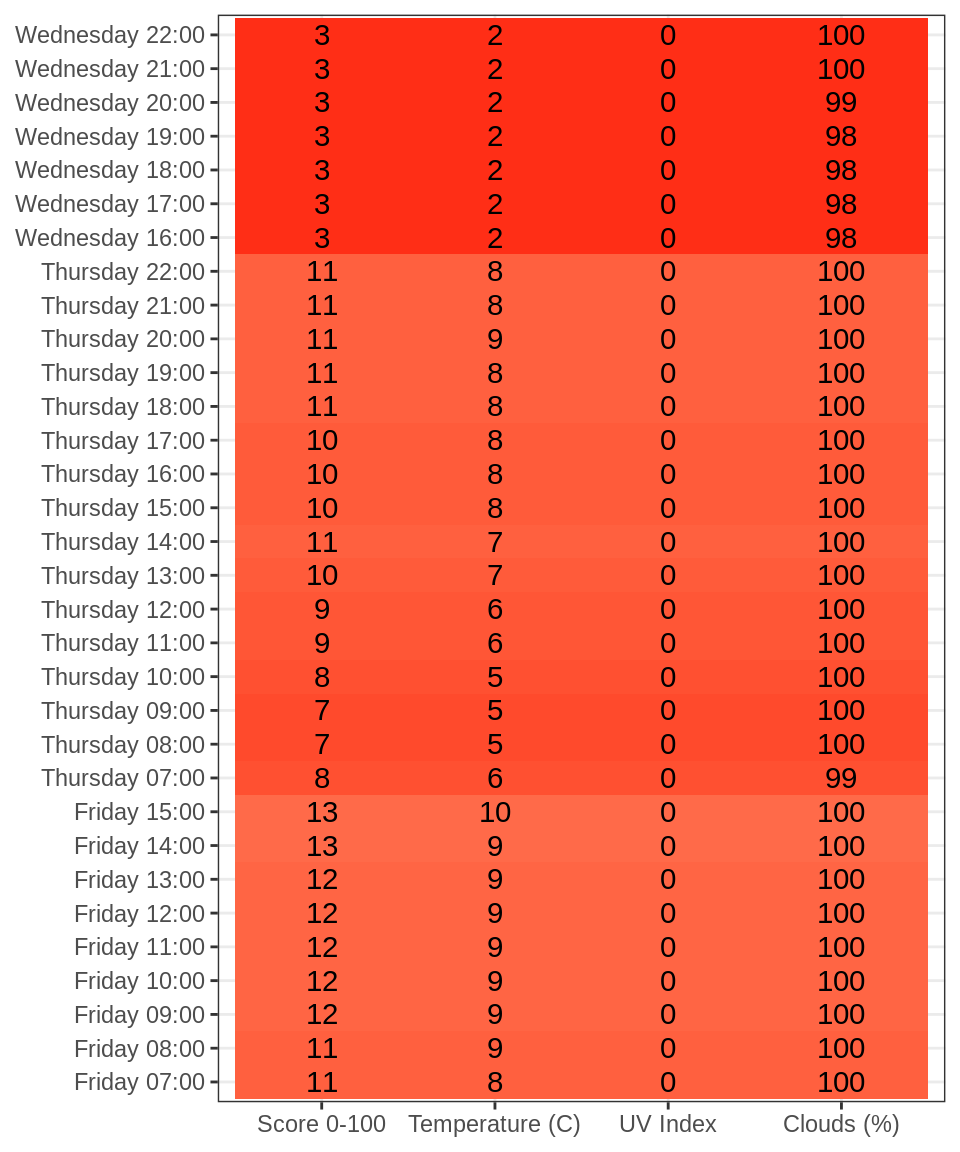 Wednesday 22:00 3 2 0 100
Wednesday 21:00 3 2 0 100
Wednesday 20:00 3 2 0 99
Wednesday 19:00 3 2 0 98
Wednesday 18:00 3 2 0 98
Wednesday 17:00 3 2 0 98
Wednesday 16:00 3 2 0 98
Thursday 22:00 11 8 0 100
Thursday 21:00 11 8 0 100
Thursday 20:00 11 9 0 100
Thursday 19:00 11 8 0 100
Thursday 18:00 11 8 0 100
Thursday 17:00 10 8 0 100
Thursday 16:00 10 8 0 100
Thursday 15:00 10 8 0 100
Thursday 14:00 11 7 0 100
Thursday 13:00 10 7 0 100
Thursday 12:00 9 6 0 100
Thursday 11:00 9 6 0 100
Thursday 10:00 8 5 0 100
Thursday 09:00 7 5 0 100
Thursday 08:00 7 5 0 100
Thursday 07:00 8 6 0 99
Friday 15:00 13 10 0 100
Friday 14:00 13 9 0 100
Friday 13:00 12 9 0 100
Friday 12:00 12 9 0 100
Friday 11:00 12 9 0 100
Friday 10:00 12 9 0 100
Friday 09:00 12 9 0 100
Friday 08:00 11 9 0 100
Friday 07:00 11 8 0 100
Score 0-100 Temperature (C) UV Index Clouds (%)